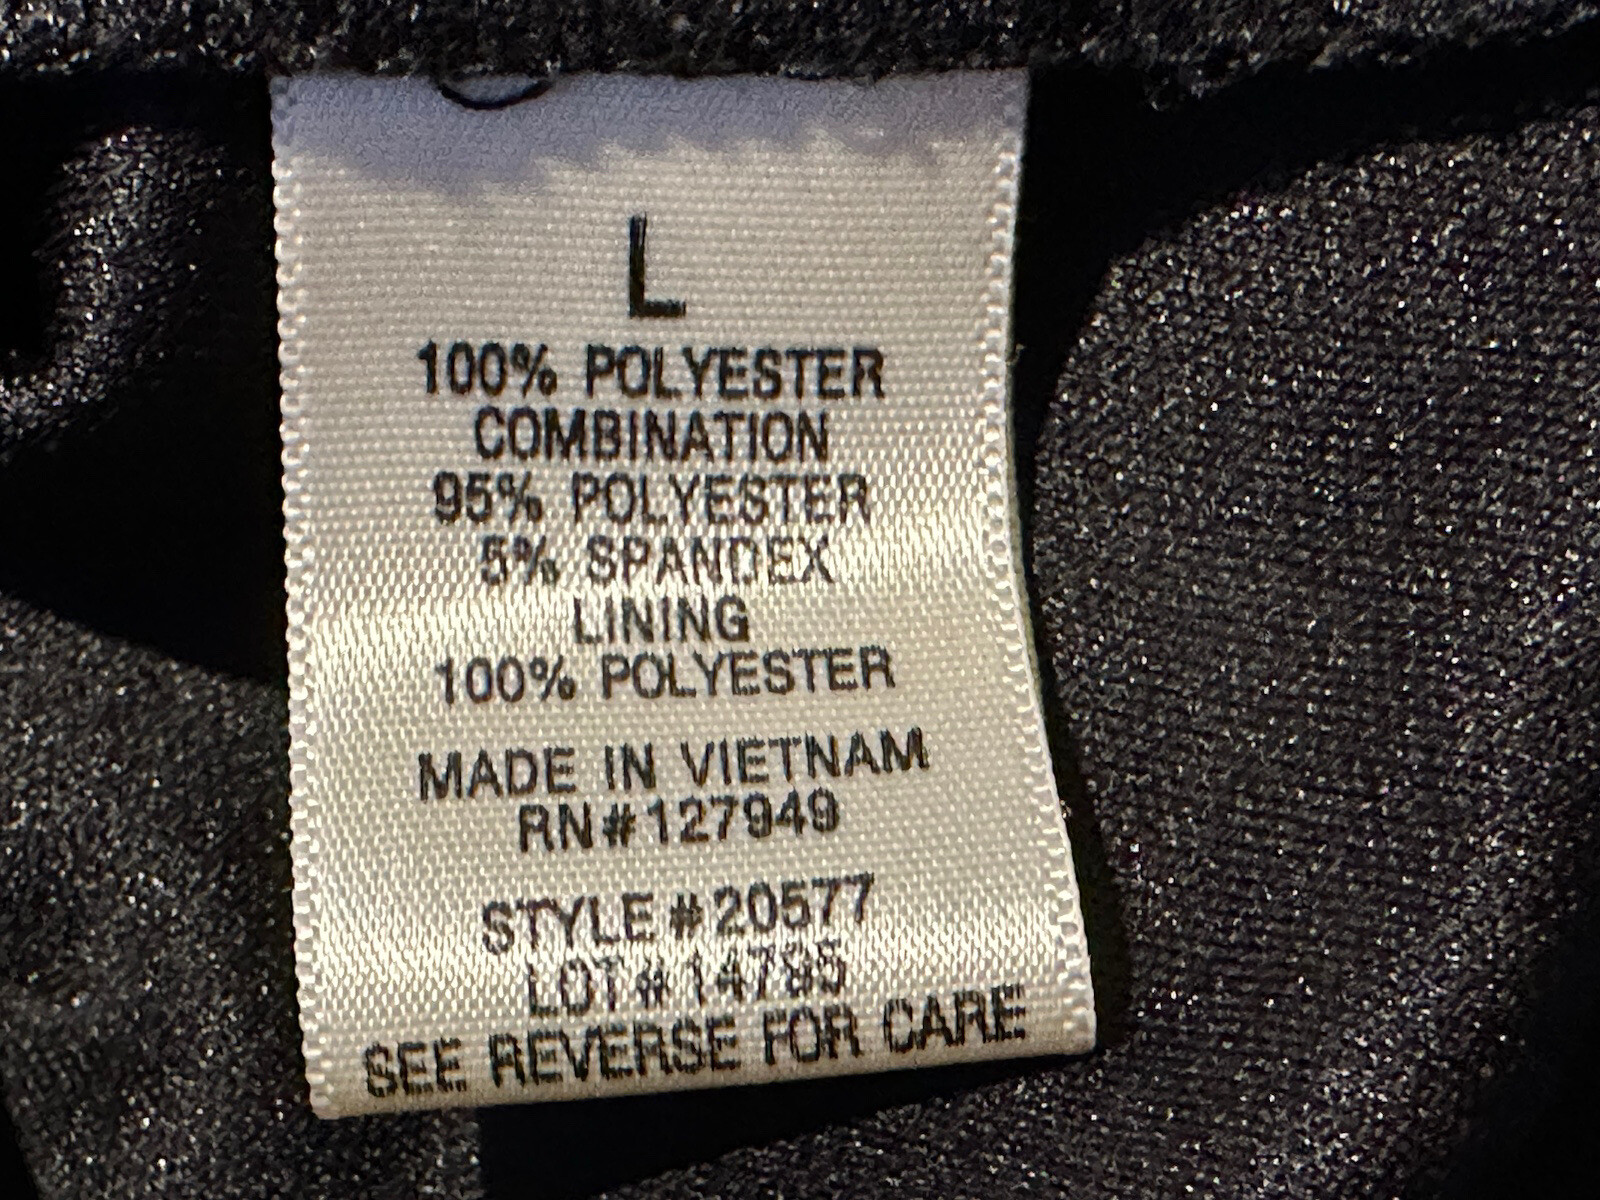 L
100% POLYESTER
COMBINATION
95% POLYESTER
5% SPANDEX
LINING
100% POLYESTER
MADE IN VIETNAM
RN#127949
STYLE#20577
LOT#14785
SEE REVERSE FOR CARE